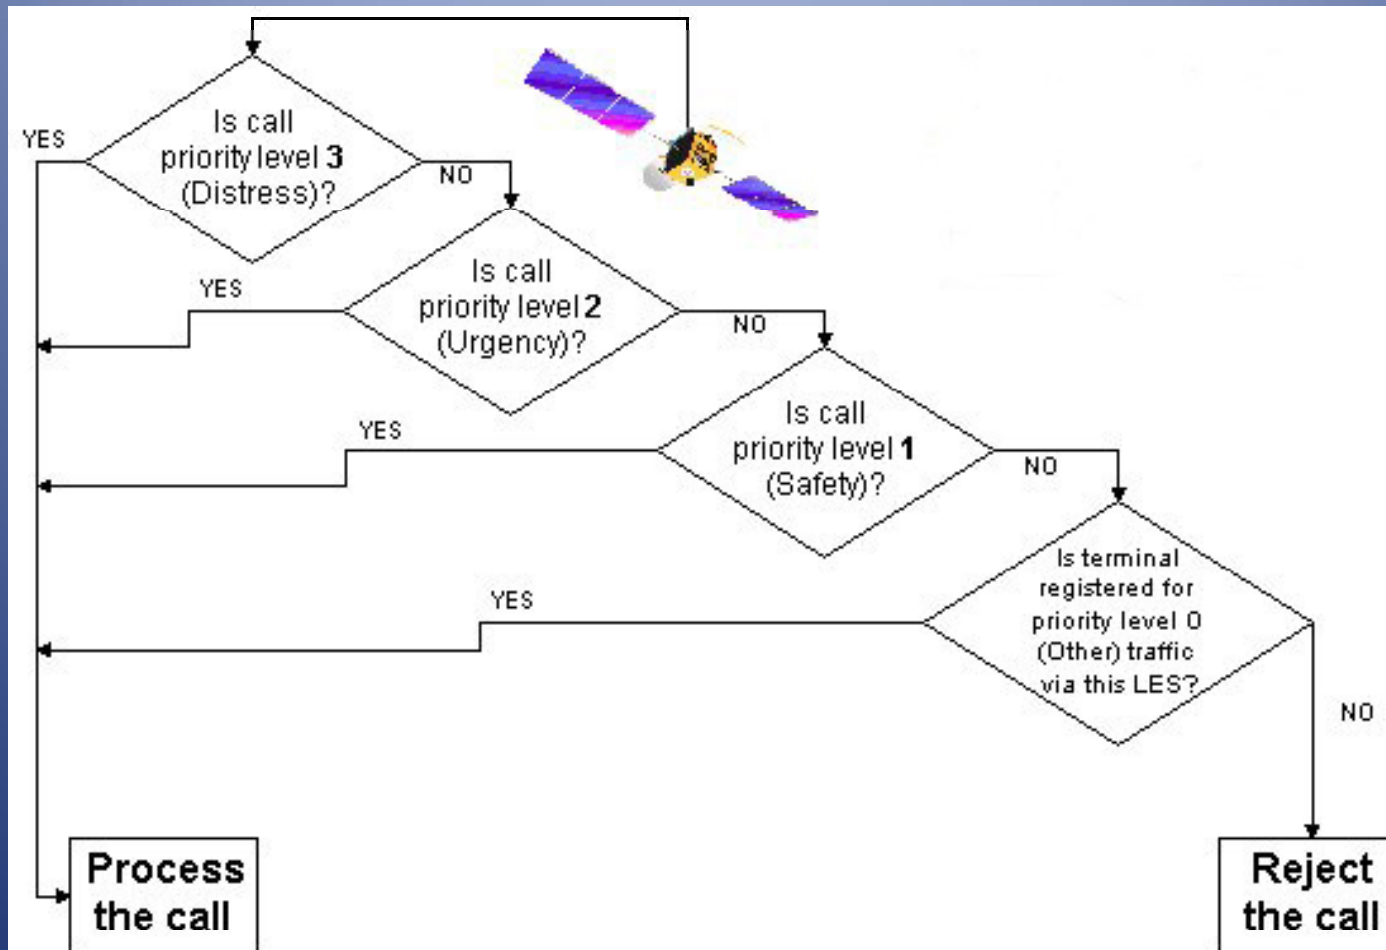 Is call
priority level 3
(Distress)?
YES
NO
Is call
priority level 2
(Urgency)?
YES
NO
Is call
priority level 1
(Safety)?
YES
NO
Is terminal
registered for
priority level 0
(Other) traffic
via this LES?
YES
NO
Process
the call
Reject
the call